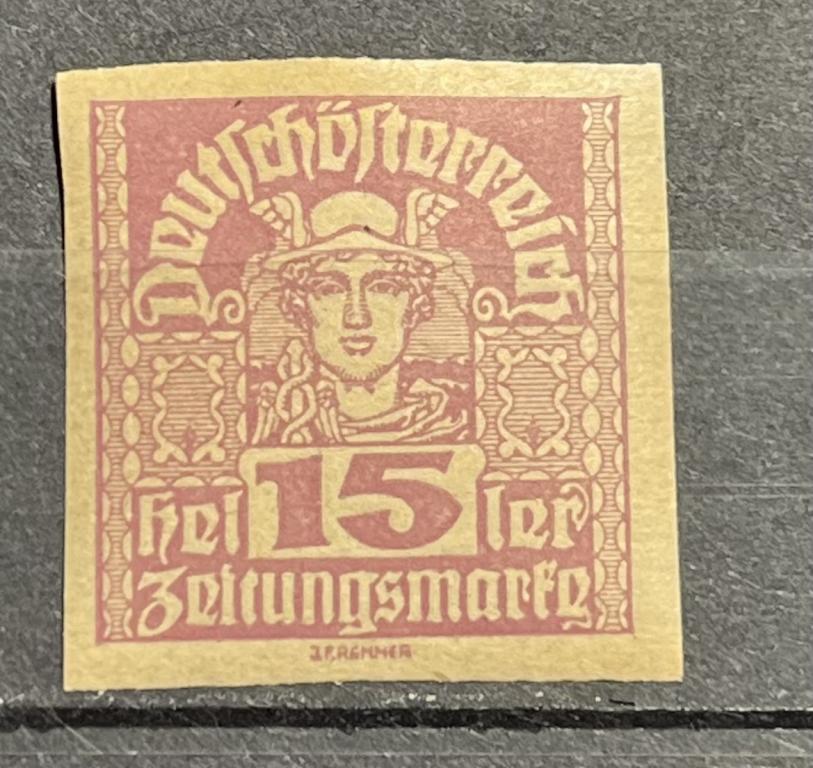 Deutschösterreich
Hel 15 ler
Zeitungsmarke
J.F.RENNER